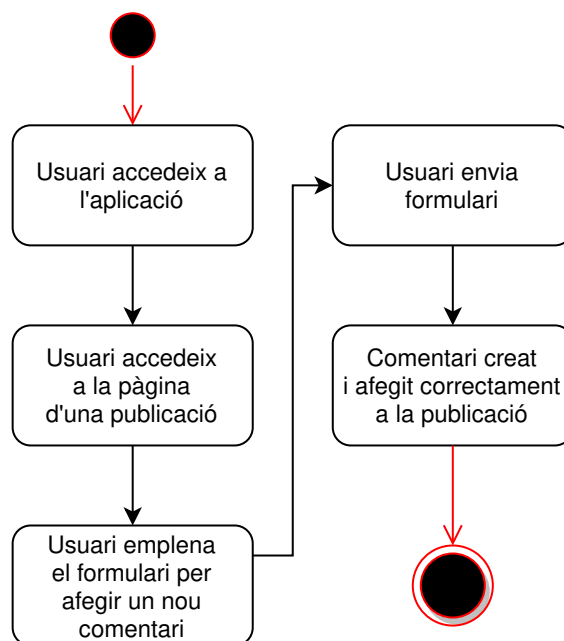 Usuari accedeix a
l'aplicació
Usuari accedeix
a la pàgina
d'una publicació
Usuari emplena
el formulari per
afegir un nou
comentari
Usuari envia
formulari
Comentari creat
i afegit correctament
a la publicació